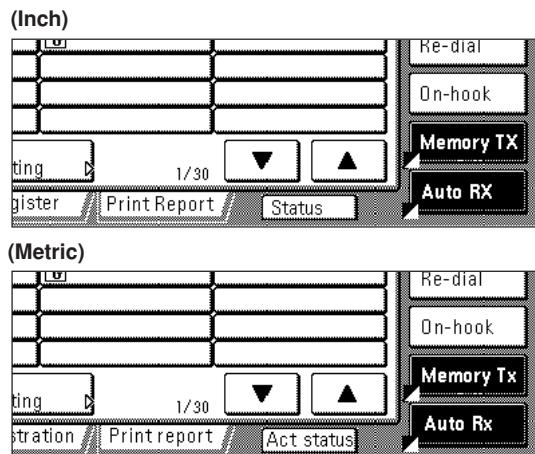 (Inch)
Re-dial
On-hook
Memory TX
ting 1/30
Auto RX
gister Print Report Status
(Metric)
Re-dial
On-hook
Memory Tx
ting 1/30
Auto Rx
stration Print report Act status